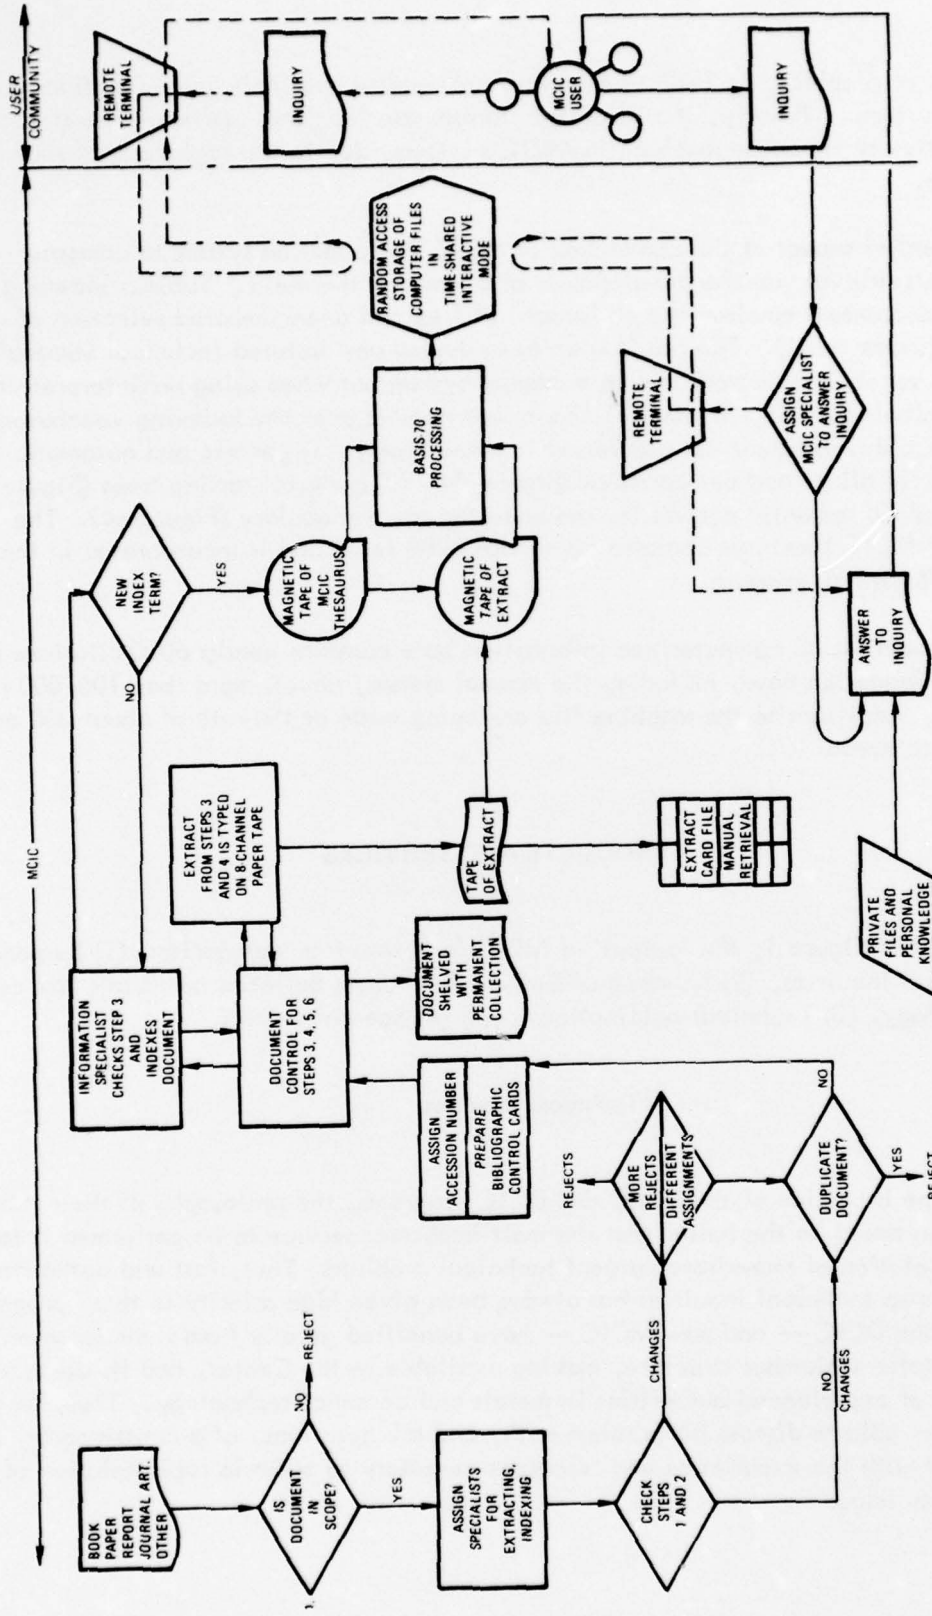 USER
COMMUNITY
MCIC
REMOTE
TERMINAL
INQUIRY
MCIC
USER
INQUIRY
RANDOM ACCESS
STORAGE OF
COMPUTER FILES
IN
TIME-SHARED
INTERACTIVE
MODE
BASIS-70
PROCESSING
REMOTE
TERMINAL
ASSIGN
MCIC SPECIALIST
TO ANSWER
INQUIRY
NEW
INDEX
TERM?
YES
NO
MAGNETIC
TAPE OF
MCIC
THESAURUS
MAGNETIC
TAPE OF
EXTRACT
ANSWER
TO
INQUIRY
EXTRACT
FROM STEPS 3
AND 4 IS TYPED
ON 8-CHANNEL
PAPER TAPE
TAPE
OF EXTRACT
EXTRACT
CARD FILE
MANUAL
RETRIEVAL
PRIVATE
FILES AND
PERSONAL
KNOWLEDGE
INFORMATION
SPECIALIST
CHECKS STEP 3
AND
INDEXES
DOCUMENT
DOCUMENT
CONTROL FOR
STEPS 3, 4, 5, 6
DOCUMENT
SHELVED
WITH
PERMANENT
COLLECTION
ASSIGN
ACCESSION NUMBER
PREPARE
BIBLIOGRAPHIC
CONTROL CARDS
REJECTS
MORE
REJECTS
DIFFERENT
ASSIGNMENTS
NO
DUPLICATE
DOCUMENT?
YES
REJECT
BOOK
PAPER
REPORT
JOURNAL ART.
OTHER
IS
DOCUMENT
IN
SCOPE?
NO
REJECT
YES
ASSIGN
SPECIALISTS
FOR
EXTRACTING,
INDEXING
CHECK
STEPS
1 AND 2
CHANGES
NO
CHANGES